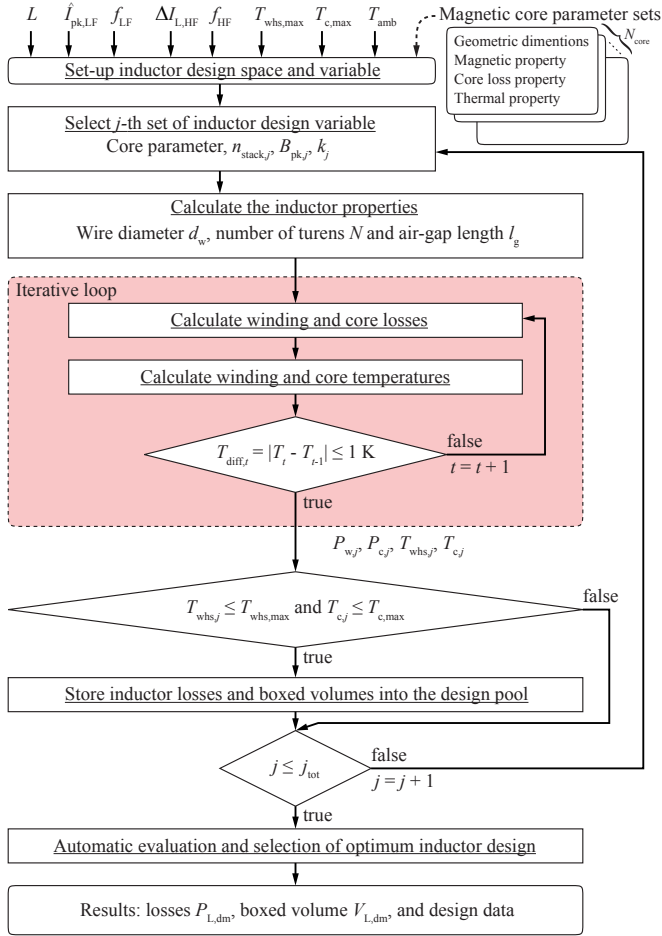 L Î_pk,LF f_LF ΔI_L,HF f_HF T_whs,max T_c,max T_amb Magnetic core parameter sets
N_core
Geometric dimentions
Magnetic property
Core loss property
Thermal property
Set-up inductor design space and variable
Select j-th set of inductor design variable
Core parameter, n_stack,j, B_pk,j, k_j
Calculate the inductor properties
Wire diameter d_w, number of turens N and air-gap length l_g
Iterative loop
Calculate winding and core losses
Calculate winding and core temperatures
T_diff,t = |T_t - T_t-1| ≤ 1 K
false
t = t + 1
true
P_w,j, P_c,j, T_whs,j, T_c,j
T_whs,j ≤ T_whs,max and T_c,j ≤ T_c,max
false
true
Store inductor losses and boxed volumes into the design pool
j ≤ j_tot
false
j = j + 1
true
Automatic evaluation and selection of optimum inductor design
Results: losses P_L,dm, boxed volume V_L,dm, and design data